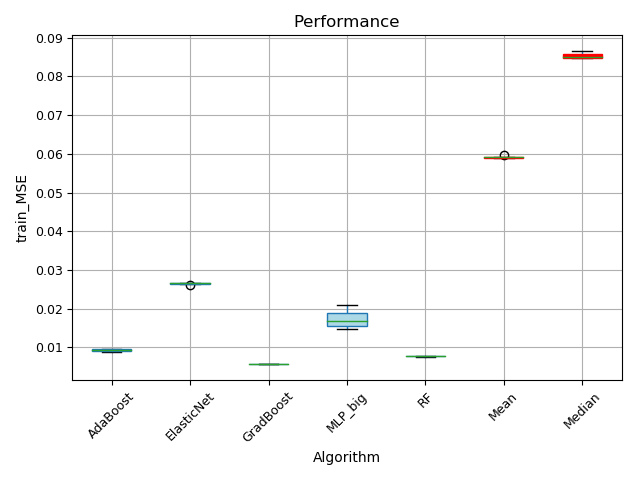 Performance
0.09
0.08
0.07
0.06
0.05
0.04
0.03
0.02
0.01
train_MSE
AdaBoost
ElasticNet
GradBoost
MLP_big
RF
Mean
Median
Algorithm